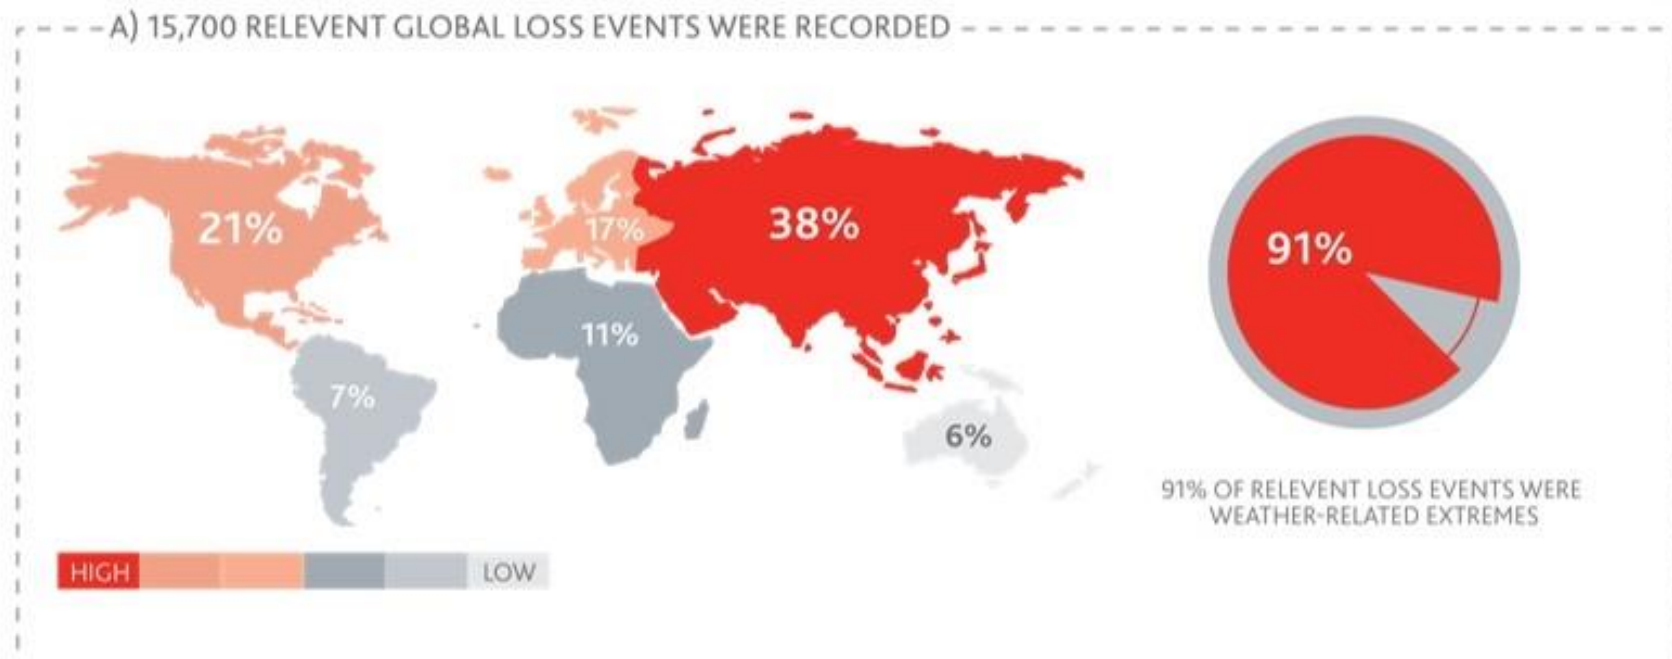 A) 15,700 RELEVENT GLOBAL LOSS EVENTS WERE RECORDED
21%
17%
38%
11%
7%
6%
HIGH
LOW
91%
91% OF RELEVENT LOSS EVENTS WERE
WEATHER-RELATED EXTREMES